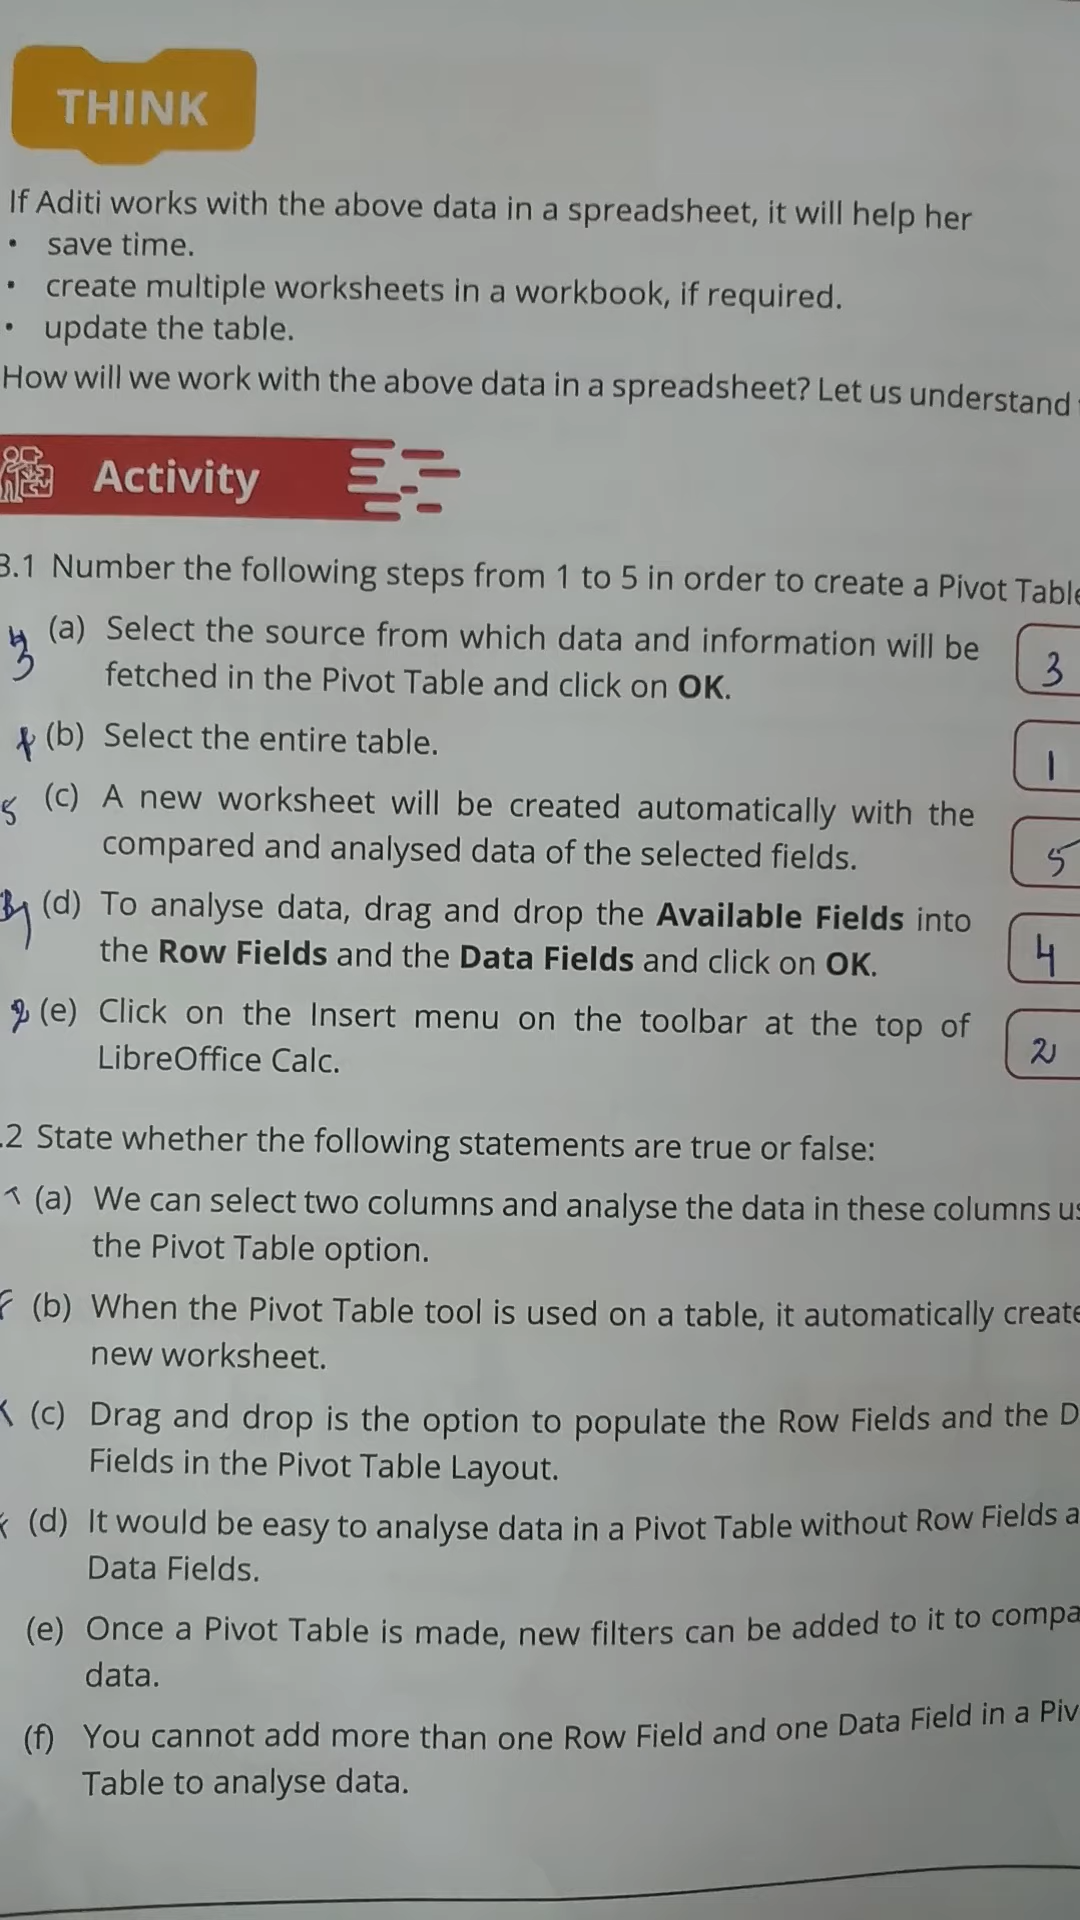 THINK
If Aditi works with the above data in a spreadsheet, it will help her
• save time.
• create multiple worksheets in a workbook, if required.
• update the table.
How will we work with the above data in a spreadsheet? Let us understand
Activity
3.1 Number the following steps from 1 to 5 in order to create a Pivot Table
(a) Select the source from which data and information will be 3
fetched in the Pivot Table and click on OK.
(b) Select the entire table. 1
5 (c) A new worksheet will be created automatically with the
compared and analysed data of the selected fields. 5
(d) To analyse data, drag and drop the Available Fields into
the Row Fields and the Data Fields and click on OK. 4
2 (e) Click on the Insert menu on the toolbar at the top of
LibreOffice Calc. 2
.2 State whether the following statements are true or false:
T (a) We can select two columns and analyse the data in these columns us
the Pivot Table option.
(b) When the Pivot Table tool is used on a table, it automatically create
new worksheet.
(c) Drag and drop is the option to populate the Row Fields and the D
Fields in the Pivot Table Layout.
(d) It would be easy to analyse data in a Pivot Table without Row Fields a
Data Fields.
(e) Once a Pivot Table is made, new filters can be added to it to compa
data.
(f) You cannot add more than one Row Field and one Data Field in a Piv
Table to analyse data.